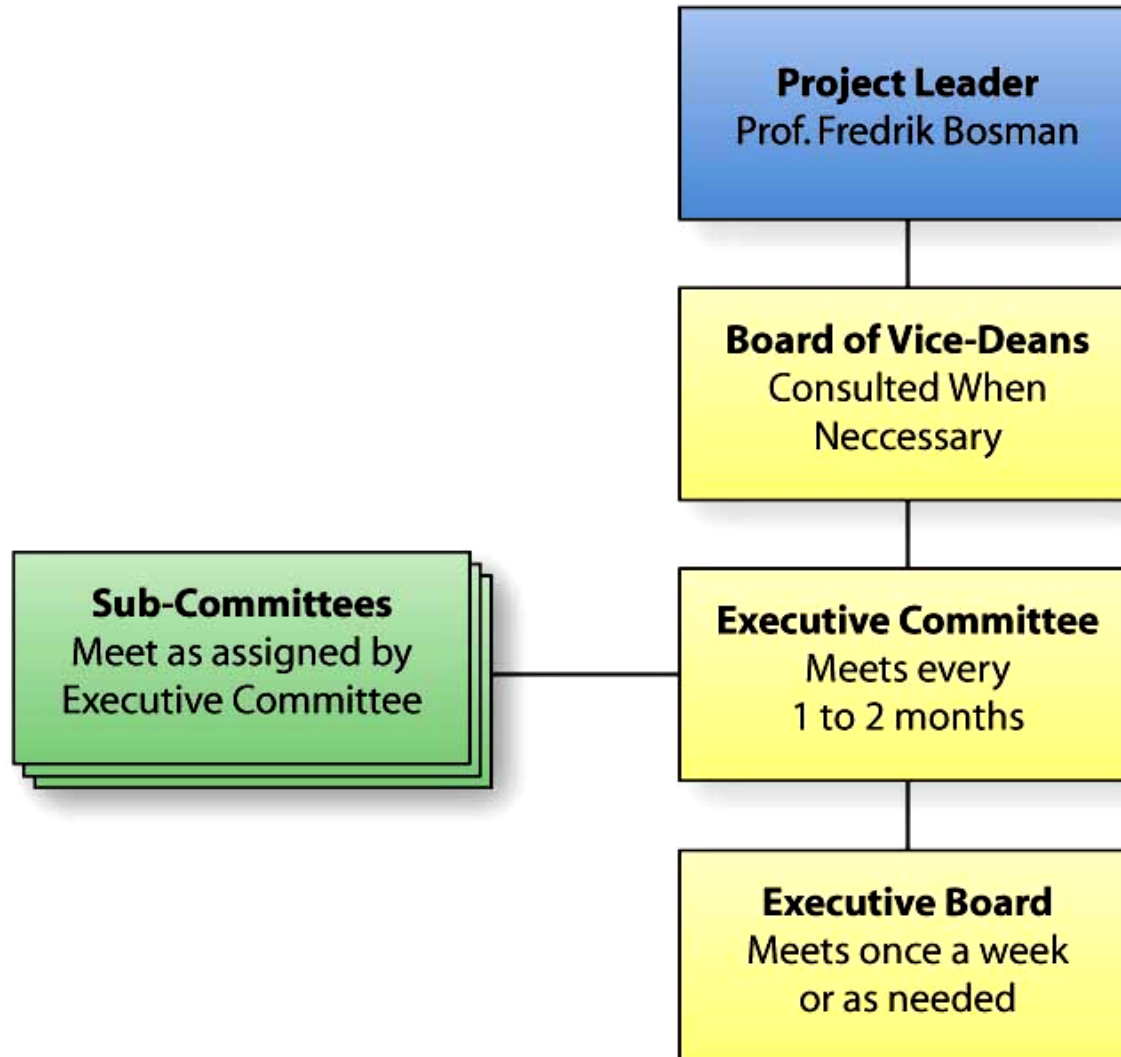 Project Leader
Prof. Fredrik Bosman
Board of Vice-Deans
Consulted When
Neccessary
Sub-Committees
Meet as assigned by
Executive Committee
Executive Committee
Meets every
1 to 2 months
Executive Board
Meets once a week
or as needed